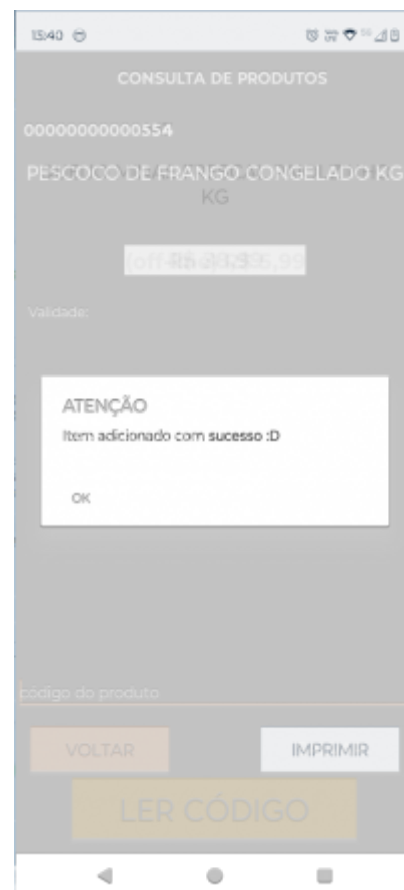 15:40
CONSULTA DE PRODUTOS
00000000000554
PESCOCO DE FRANGO CONGELADO KG
KG
Validade:
ATENÇÃO
Item adicionado com sucesso :D
OK
código do produto
VOLTAR
IMPRIMIR
LER CÓDIGO